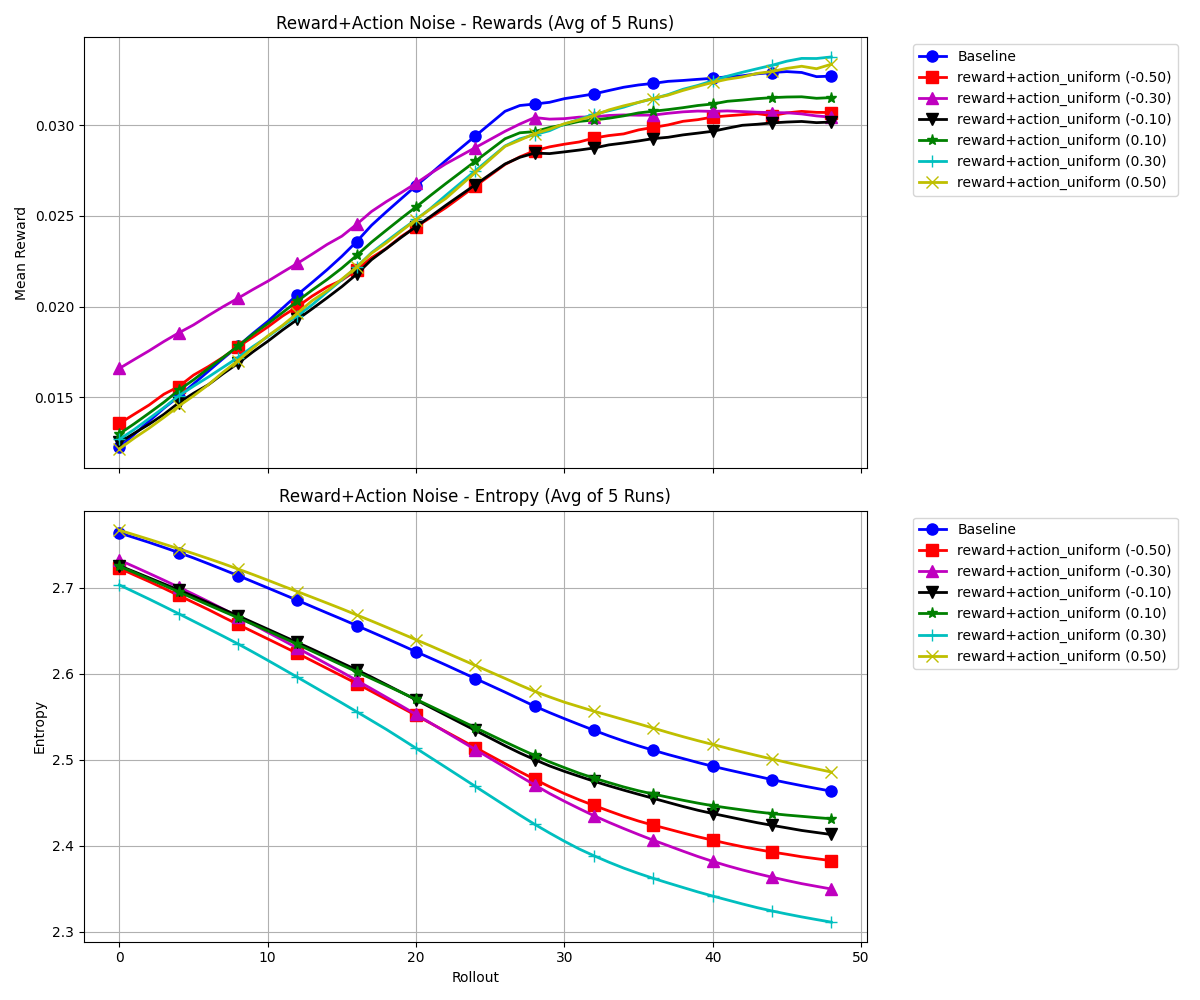 Reward+Action Noise - Rewards (Avg of 5 Runs)
Mean Reward
0.030
0.025
0.020
0.015
Baseline
reward+action_uniform (-0.50)
reward+action_uniform (-0.30)
reward+action_uniform (-0.10)
reward+action_uniform (0.10)
reward+action_uniform (0.30)
reward+action_uniform (0.50)
Reward+Action Noise - Entropy (Avg of 5 Runs)
Entropy
2.7
2.6
2.5
2.4
2.3
0 10 20 30 40 50
Rollout
Baseline
reward+action_uniform (-0.50)
reward+action_uniform (-0.30)
reward+action_uniform (-0.10)
reward+action_uniform (0.10)
reward+action_uniform (0.30)
reward+action_uniform (0.50)